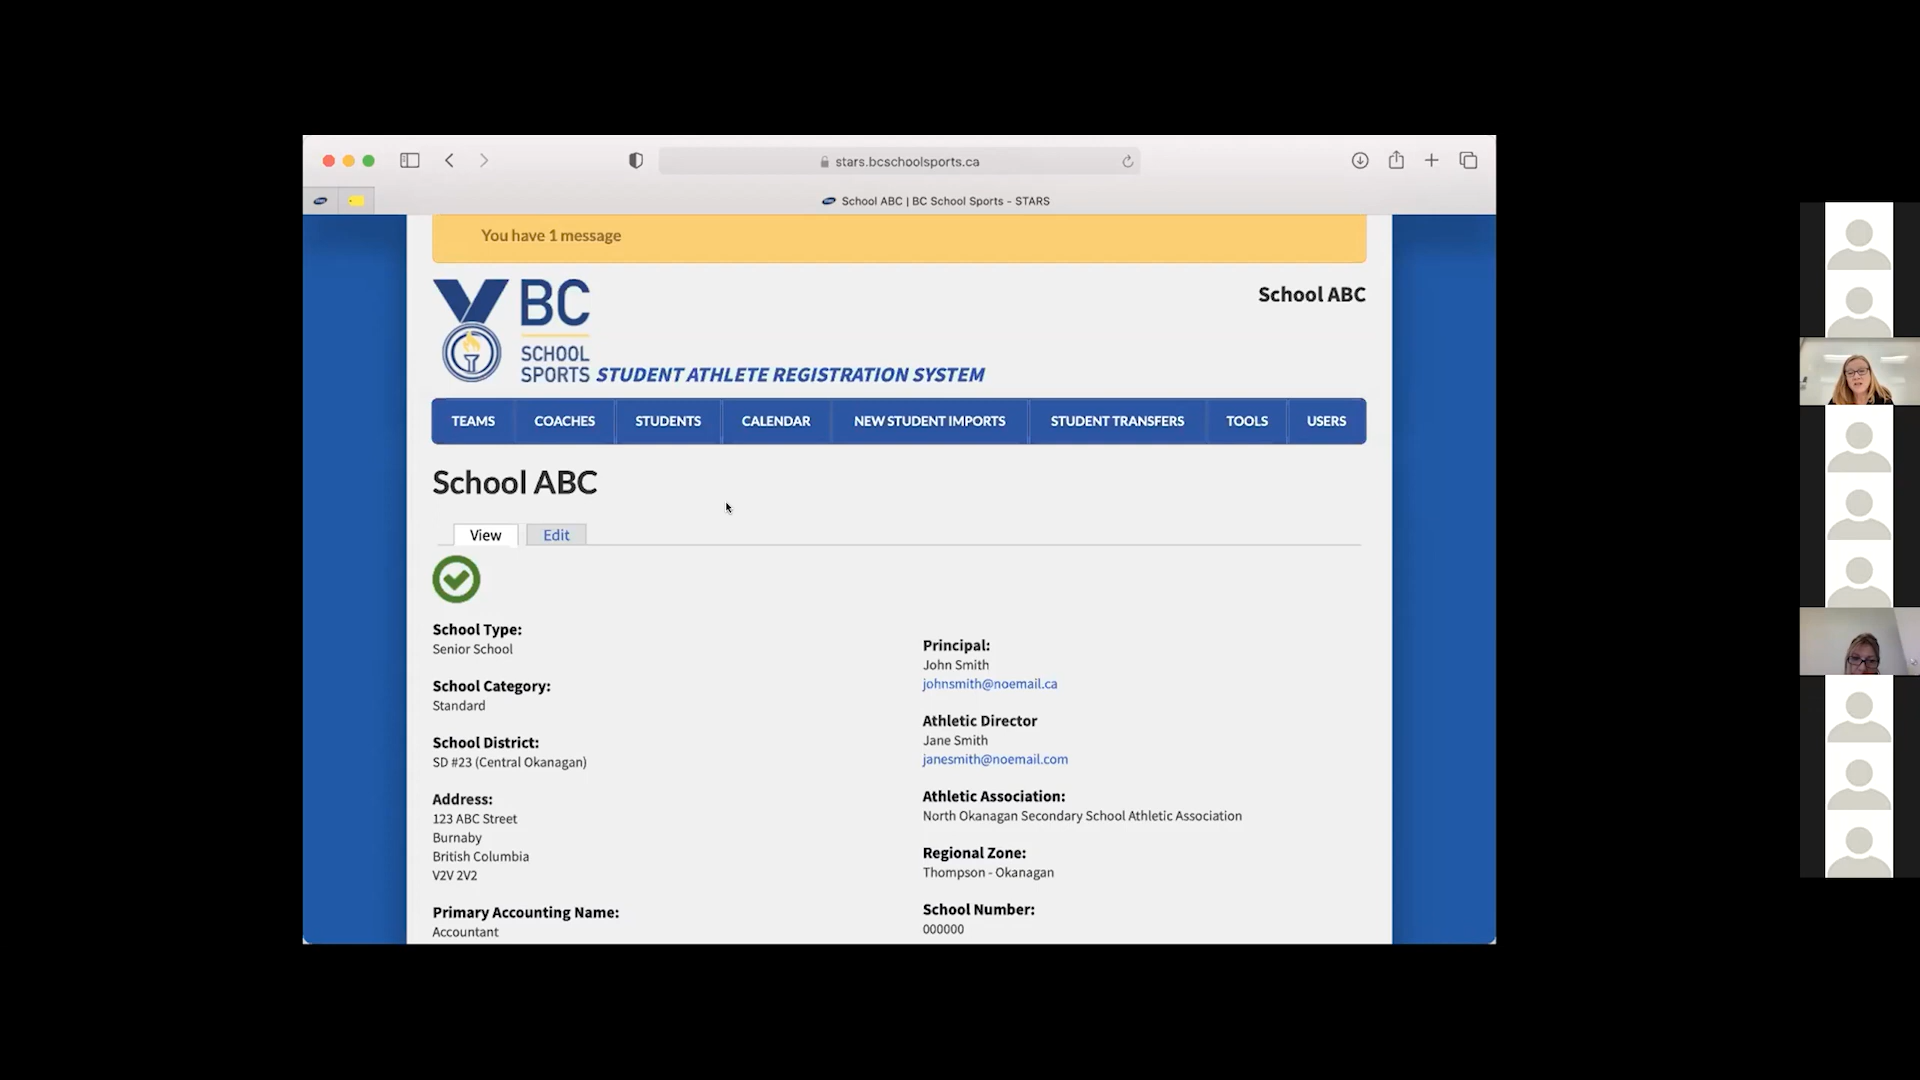 stars.bcschoolsports.ca
School ABC | BC School Sports - STARS
You have 1 message
BC
SCHOOL
SPORTS
STUDENT ATHLETE REGISTRATION SYSTEM
School ABC
TEAMS COACHES STUDENTS CALENDAR NEW STUDENT IMPORTS STUDENT TRANSFERS TOOLS USERS
School ABC
View Edit
School Type:
Senior School
School Category:
Standard
School District:
SD #23 (Central Okanagan)
Address:
123 ABC Street
Burnaby
British Columbia
V2V 2V2
Primary Accounting Name:
Accountant
Principal:
John Smith
johnsmith@noemail.ca
Athletic Director
Jane Smith
janesmith@noemail.com
Athletic Association:
North Okanagan Secondary School Athletic Association
Regional Zone:
Thompson - Okanagan
School Number:
000000